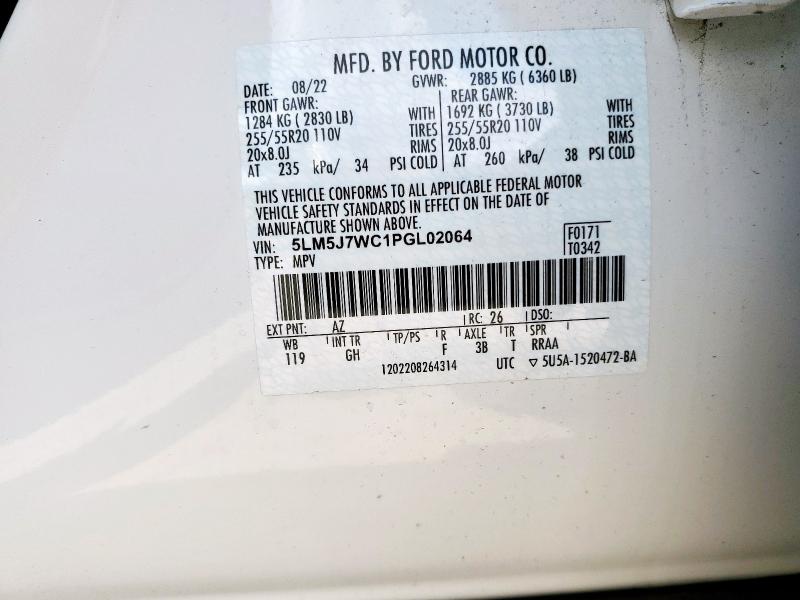 MFD. BY FORD MOTOR CO.
DATE: 08/22 GVWR: 2885 KG ( 6360 LB)
FRONT GAWR: REAR GAWR:
1284 KG ( 2830 LB) WITH 1692 KG ( 3730 LB) WITH
255/55R20 110V TIRES 255/55R20 110V TIRES
20x8.0J RIMS 20x8.0J RIMS
AT 235 kPa/ 34 PSI COLD AT 260 kPa/ 38 PSI COLD
THIS VEHICLE CONFORMS TO ALL APPLICABLE FEDERAL MOTOR
VEHICLE SAFETY STANDARDS IN EFFECT ON THE DATE OF
MANUFACTURE SHOWN ABOVE.
VIN: 5LM5J7WC1PGL02064 F0171
TYPE: MPV T0342
EXT PNT: AZ RC: 26 DSO:
WB INT TR TP/PS R AXLE TR SPR
119 GH F 3B T RRAA
1202208264314 UTC ▽ 5U5A-1520472-BA